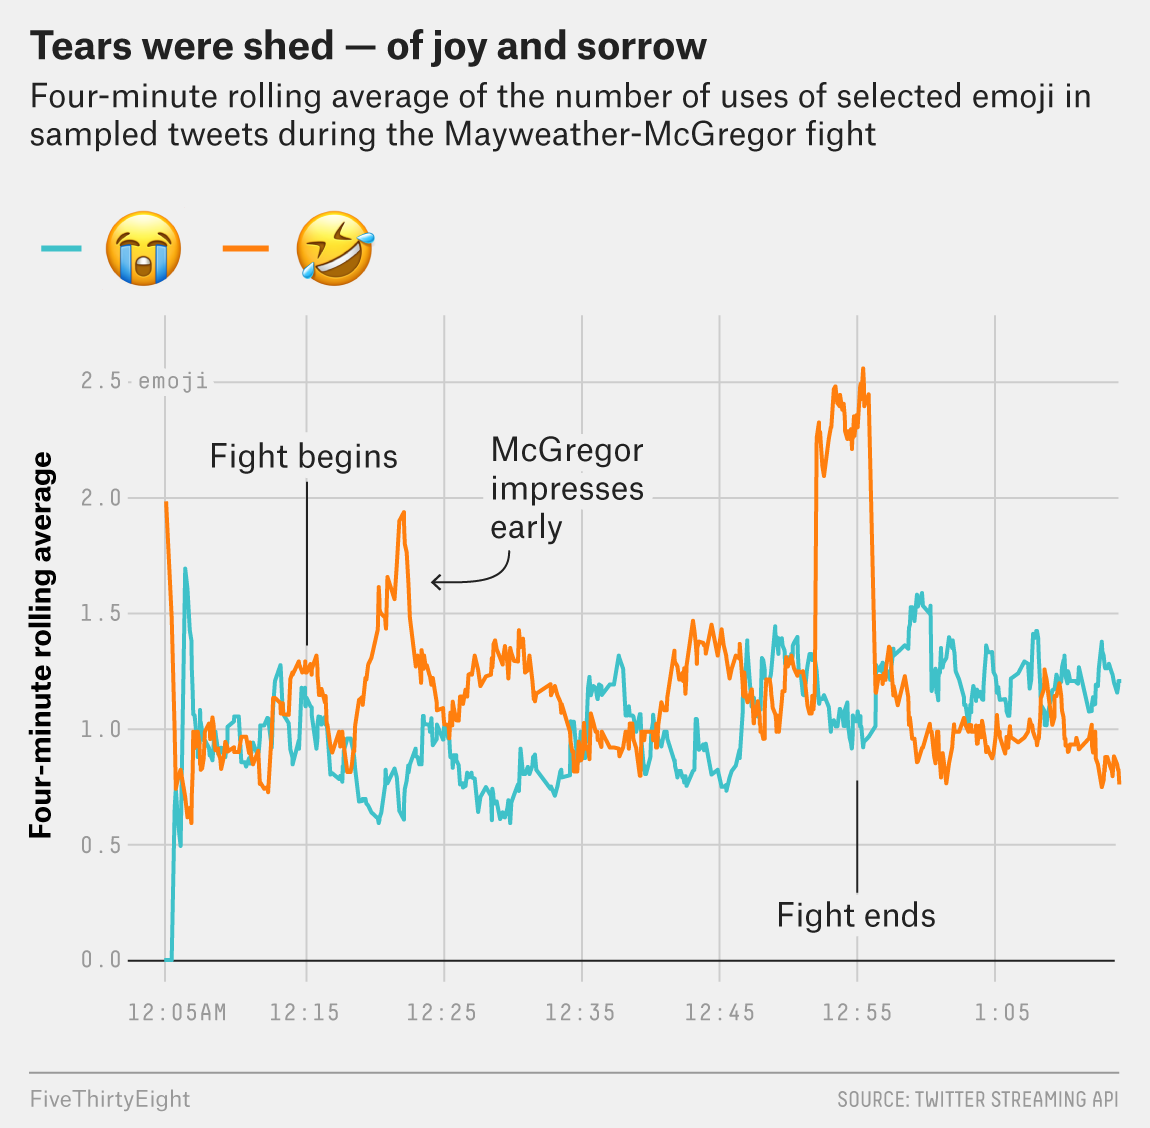 Tears were shed — of joy and sorrow
Four-minute rolling average of the number of uses of selected emoji in
sampled tweets during the Mayweather-McGregor fight
2.5 emoji
Fight begins
McGregor
impresses
early
2.0
1.5
1.0
0.5
Fight ends
0.0
Four-minute rolling average
12:05AM 12:15 12:25 12:35 12:45 12:55 1:05
FiveThirtyEight
SOURCE: TWITTER STREAMING API